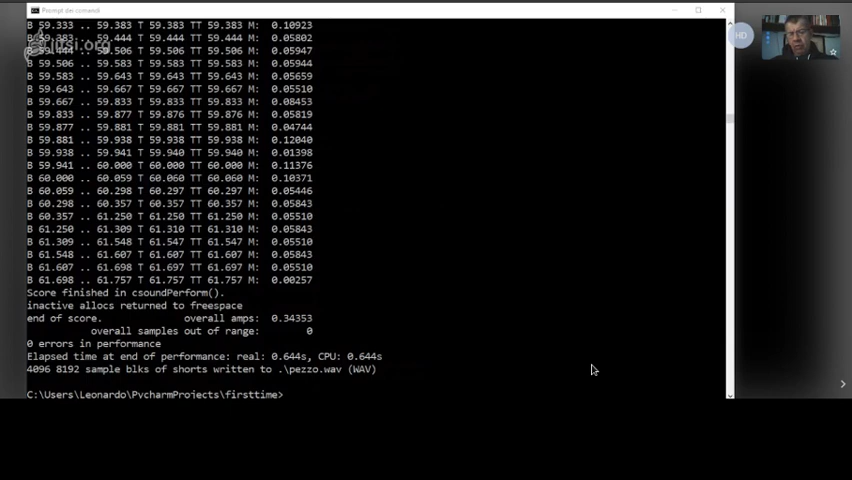 Prompt dei comandi
B 59.333 .. 59.383 T 59.383 TT 59.383 M: 0.10923
B 59.383 .. 59.444 T 59.444 TT 59.444 M: 0.05802
B 59.444 .. 59.506 T 59.506 TT 59.506 M: 0.05947
B 59.506 .. 59.583 T 59.583 TT 59.583 M: 0.05944
B 59.583 .. 59.643 T 59.643 TT 59.643 M: 0.05659
B 59.643 .. 59.667 T 59.667 TT 59.667 M: 0.05510
B 59.667 .. 59.833 T 59.833 TT 59.833 M: 0.08453
B 59.833 .. 59.877 T 59.876 TT 59.876 M: 0.05819
B 59.877 .. 59.881 T 59.881 TT 59.881 M: 0.04744
B 59.881 .. 59.938 T 59.938 TT 59.938 M: 0.12040
B 59.938 .. 59.941 T 59.940 TT 59.940 M: 0.01398
B 59.941 .. 60.000 T 60.000 TT 60.000 M: 0.11376
B 60.000 .. 60.059 T 60.060 TT 60.060 M: 0.10371
B 60.059 .. 60.298 T 60.297 TT 60.297 M: 0.05446
B 60.298 .. 60.357 T 60.357 TT 60.357 M: 0.05843
B 60.357 .. 61.250 T 61.250 TT 61.250 M: 0.05510
B 61.250 .. 61.309 T 61.310 TT 61.310 M: 0.05843
B 61.309 .. 61.548 T 61.547 TT 61.547 M: 0.05510
B 61.548 .. 61.607 T 61.607 TT 61.607 M: 0.05843
B 61.607 .. 61.698 T 61.697 TT 61.697 M: 0.05510
B 61.698 .. 61.757 T 61.757 TT 61.757 M: 0.00257
Score finished in csoundPerform().
inactive allocs returned to freespace
end of score. overall amps: 0.34353
overall samples out of range: 0
0 errors in performance
Elapsed time at end of performance: real: 0.644s, CPU: 0.644s
4096 8192 sample blks of shorts written to .\pezzo.wav (WAV)
C:\Users\Leonardo\PycharmProjects\firsttime>
jitsi.org
HD